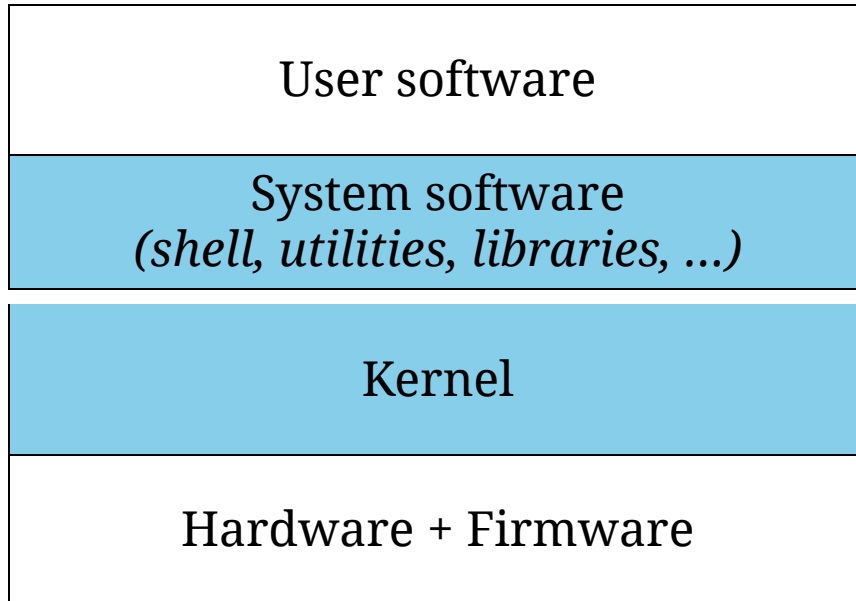 User software
System software
(shell, utilities, libraries, ...)
Kernel
Hardware + Firmware